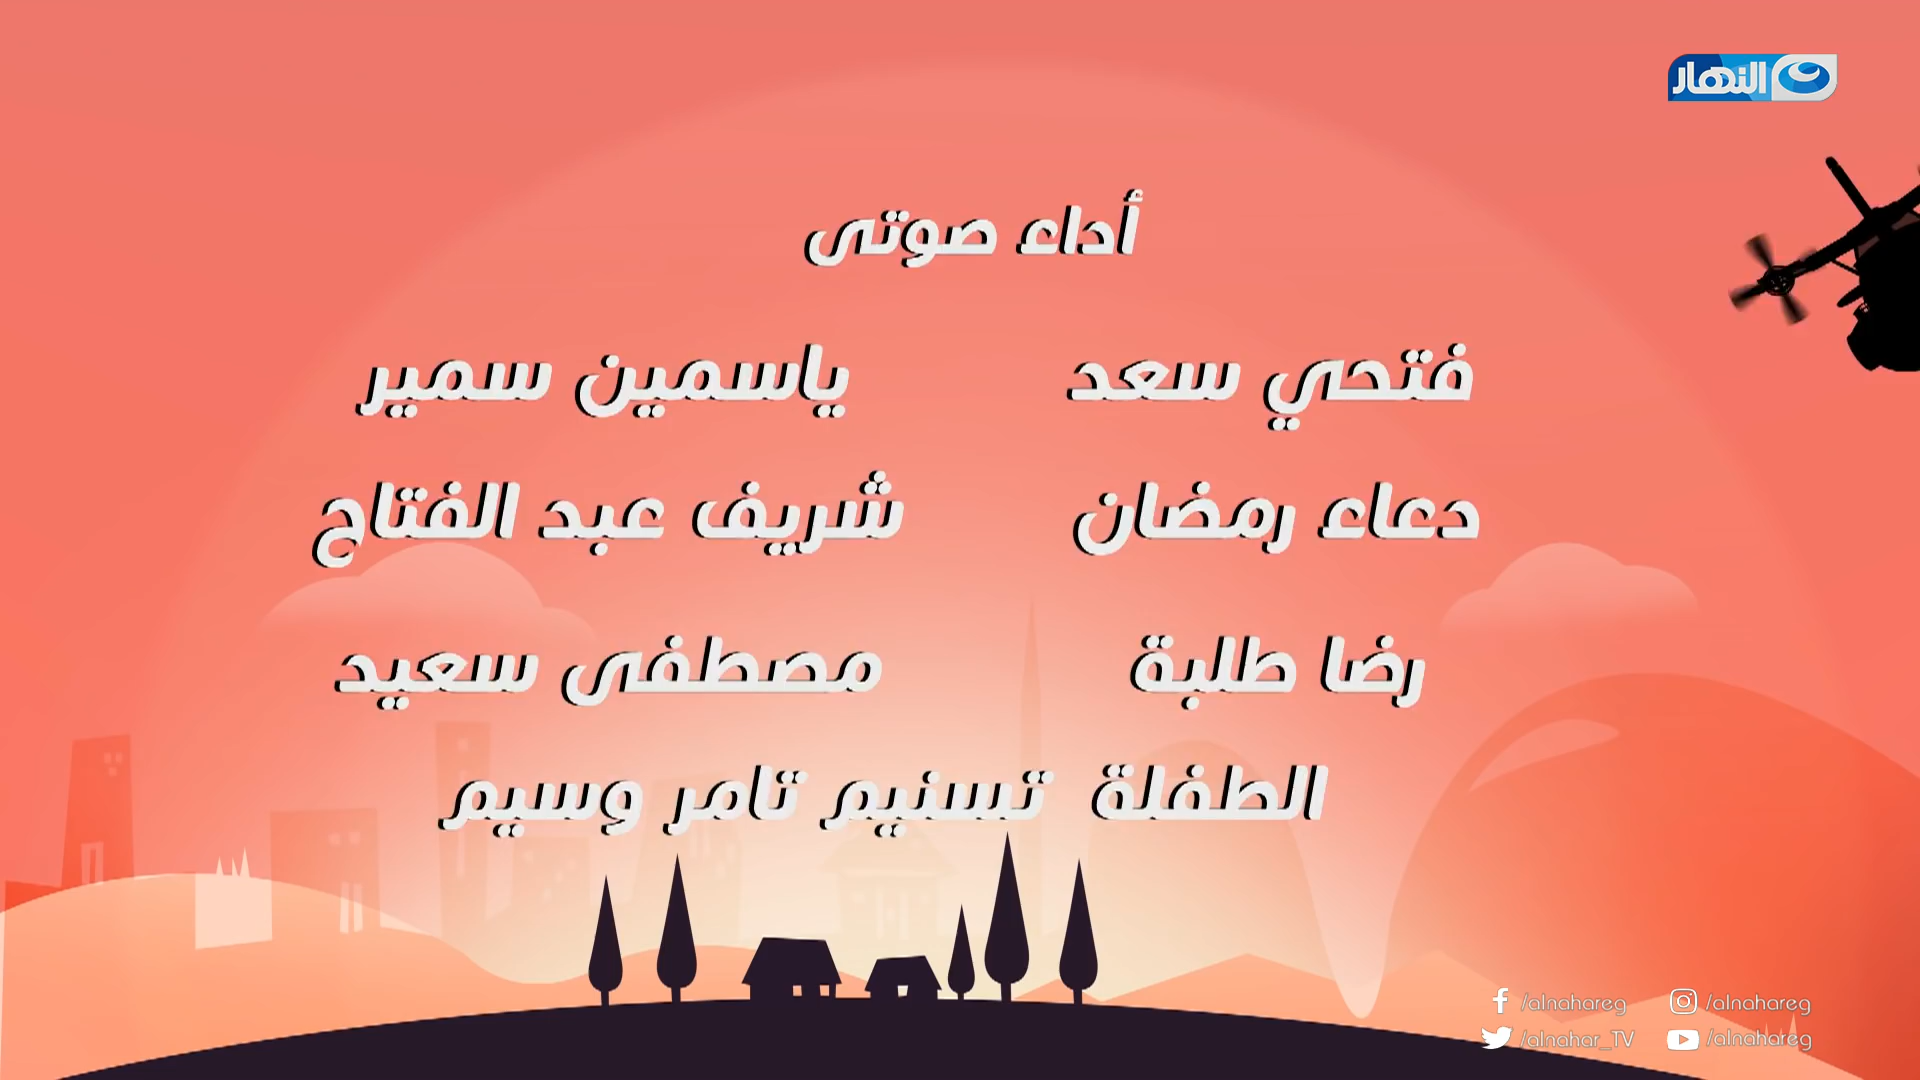 النهار
أداء صوتى
فتحي سعد
ياسمين سمير
دعاء رمضان
شريف عبد الفتاح
رضا طلبة
مصطفى سعيد
الطفلة تسنيم تامر وسيم
/alnahareg
/alnahareg
/alnahar_TV
/alnahareg